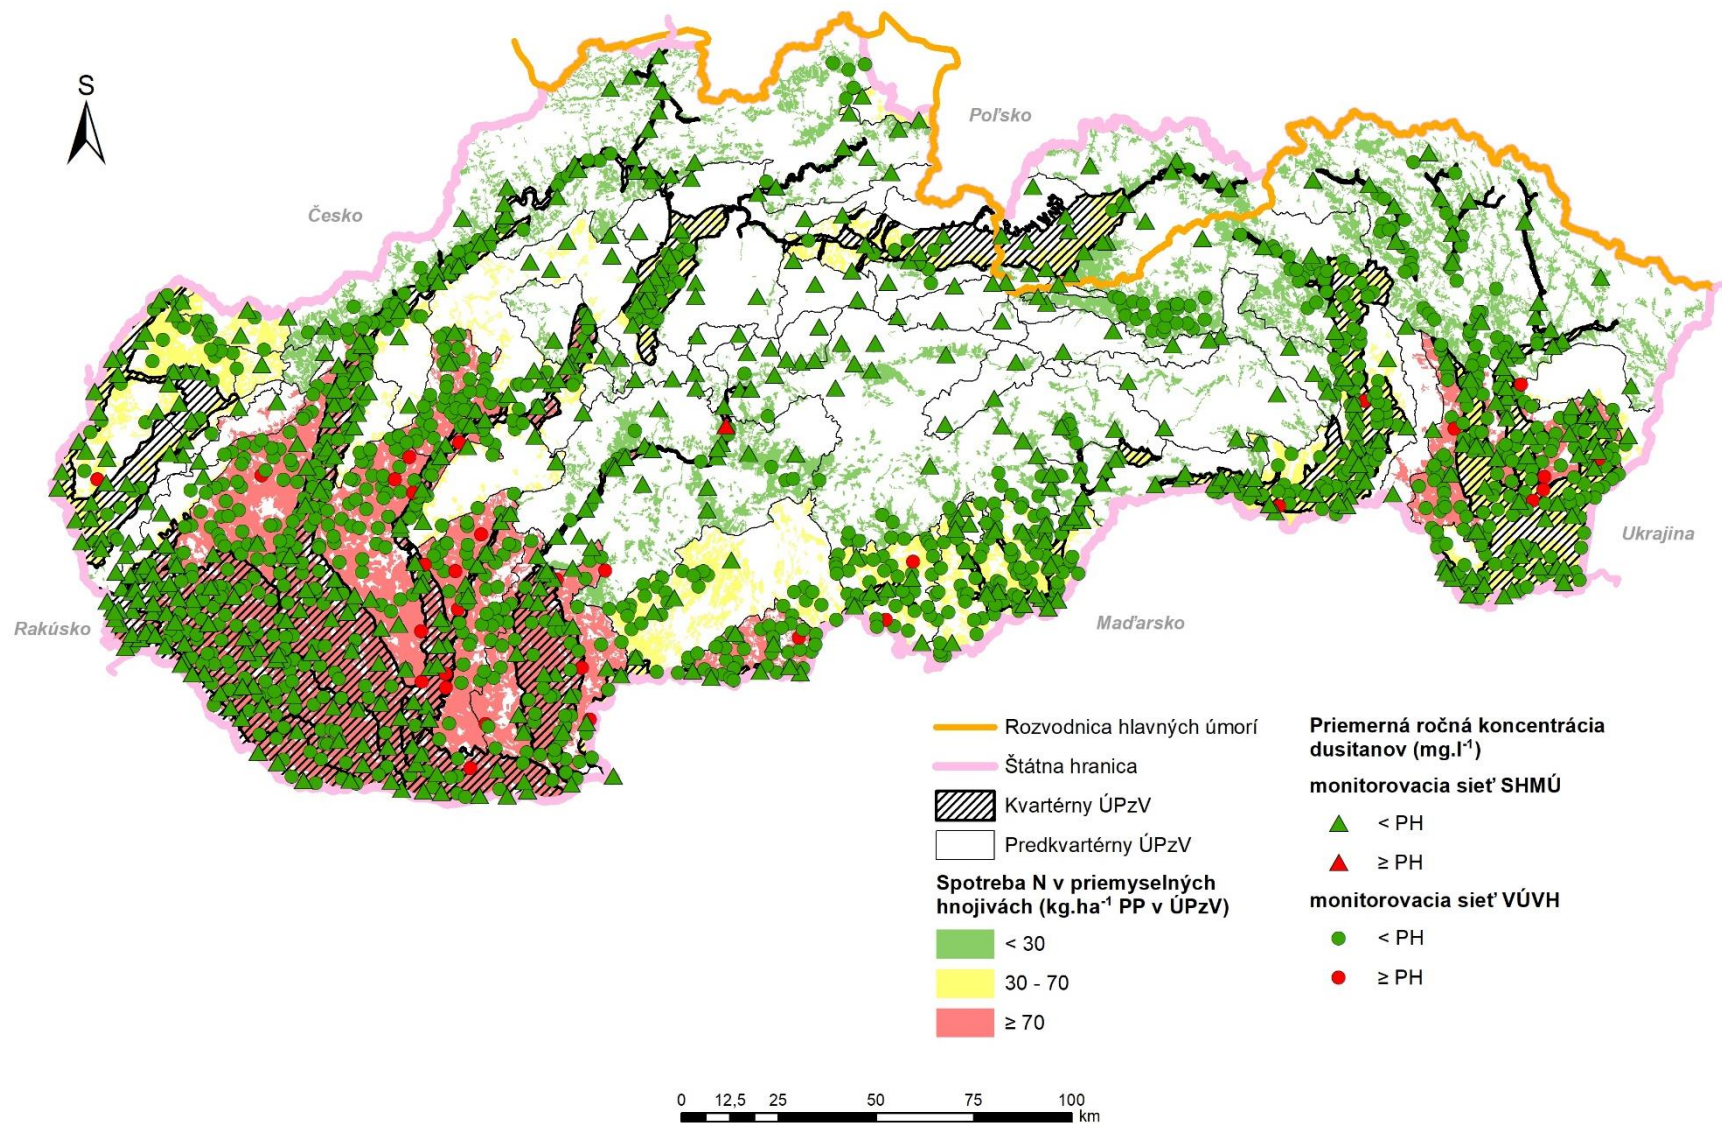 S
Poľsko
Česko
Ukrajina
Rakúsko
Maďarsko
Rozvodnica hlavných úmorí
Štátna hranica
Kvartérny ÚPzV
Predkvartérny ÚPzV
Spotreba N v priemyselných
hnojivách (kg.ha⁻¹ PP v ÚPzV)
< 30
30 - 70
≥ 70
Priemerná ročná koncentrácia
dusitanov (mg.l⁻¹)
monitorovacia sieť SHMÚ
< PH
≥ PH
monitorovacia sieť VÚVH
< PH
≥ PH
0 12,5 25 50 75 100
km